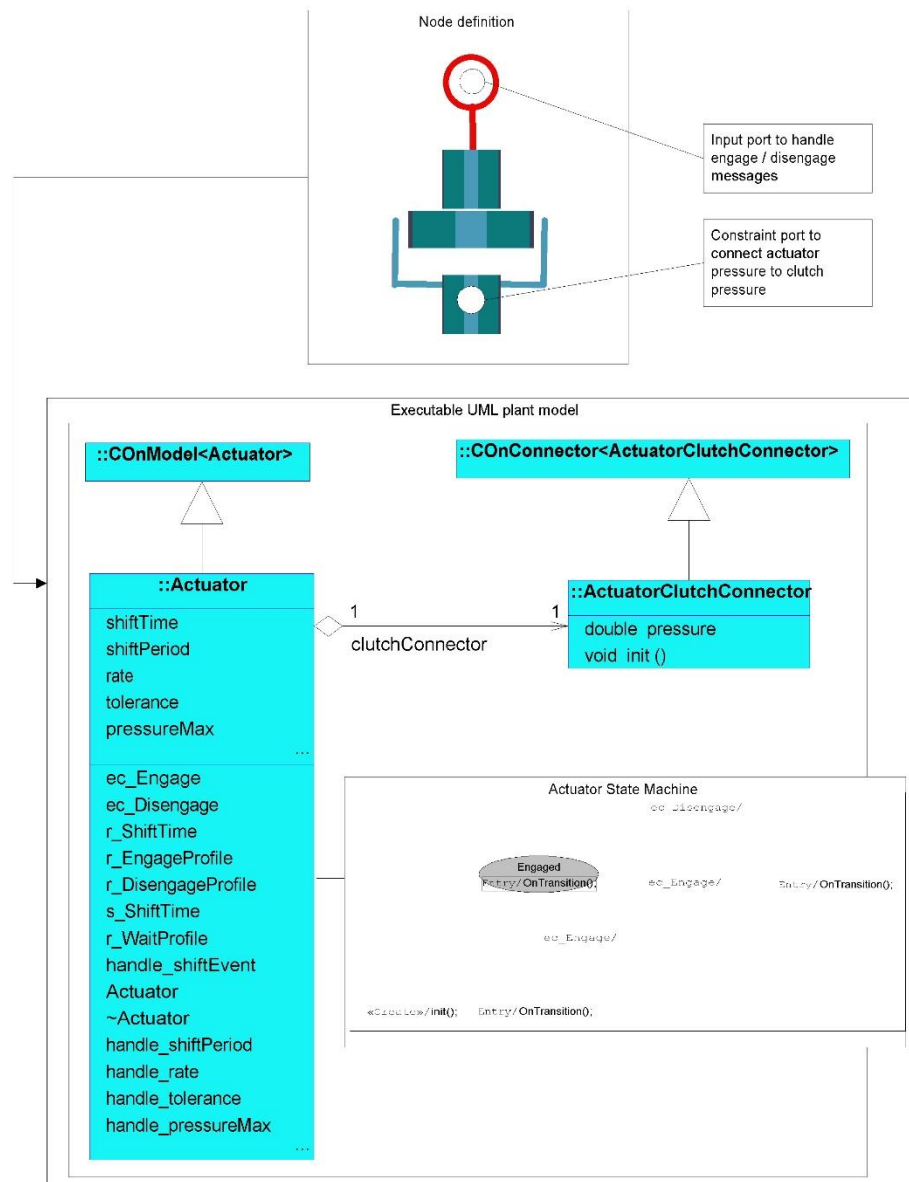 Node definition
Input port to handle
engage / disengage
messages
Constraint port to
connect actuator
pressure to clutch
pressure
Executable UML plant model
::COnModel<Actuator>
::COnConnector<ActuatorClutchConnector>
::Actuator
shiftTime
shiftPeriod
rate
tolerance
pressureMax
...
1
1
clutchConnector
::ActuatorClutchConnector
double pressure
void init ()
ec_Engage
ec_Disengage
r_ShiftTime
r_EngageProfile
r_DisengageProfile
s_ShiftTime
r_WaitProfile
handle_shiftEvent
Actuator
~Actuator
handle_shiftPeriod
handle_rate
handle_tolerance
handle_pressureMax
...
Actuator State Machine
ec_Disengage/
Engaged
Entry/OnTransition();
ec_Engage/
Entry/OnTransition();
ec_Engage/
«Create»/init();
Entry/OnTransition();